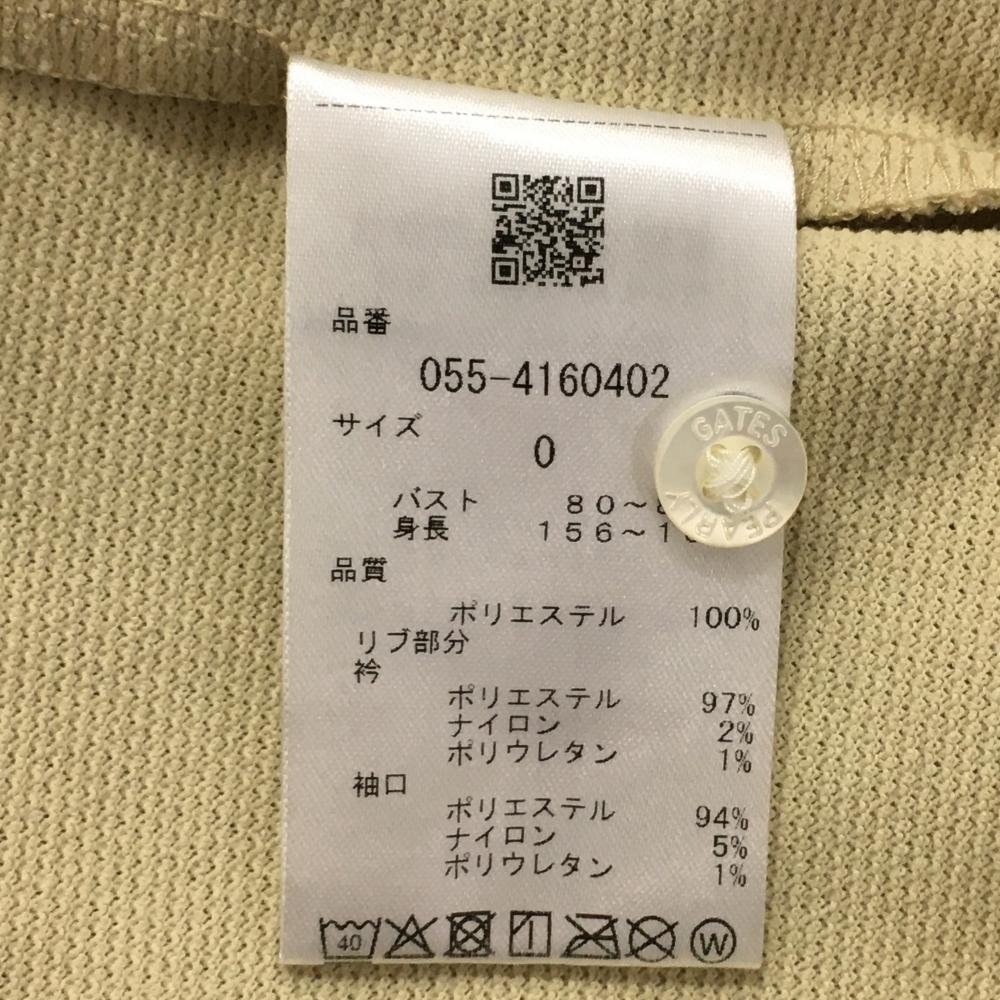 品番
055-4160402
サイズ
0
バスト 80〜
身長 156〜1
品質
ポリエステル 100%
リブ部分
衿
ポリエステル 97%
ナイロン 2%
ポリウレタン 1%
袖口
ポリエステル 94%
ナイロン 5%
ポリウレタン 1%
40
W
GATES
PEARLY